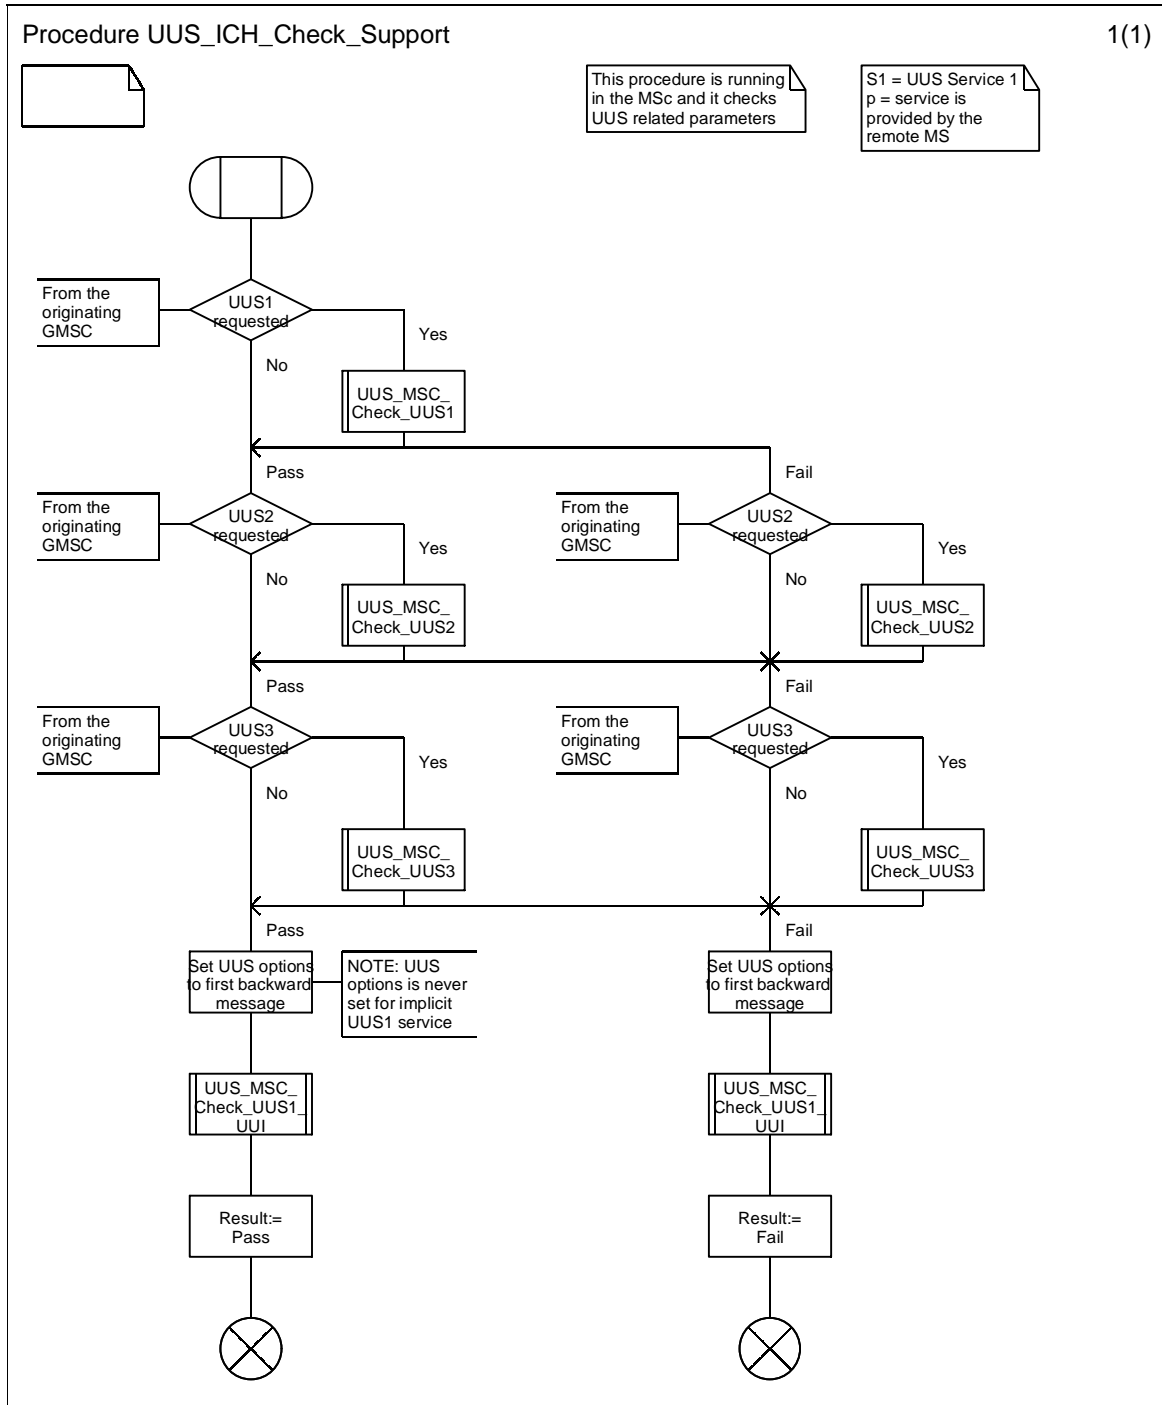 Procedure UUS_ICH_Check_Support
1(1)
This procedure is running
in the MSc and it checks
UUS related parameters
S1 = UUS Service 1
p = service is
provided by the
remote MS
From the
originating
GMSC
UUS1
requested
Yes
No
UUS_MSC_
Check_UUS1
Pass
Fail
From the
originating
GMSC
UUS2
requested
Yes
No
UUS_MSC_
Check_UUS2
From the
originating
GMSC
UUS2
requested
Yes
No
UUS_MSC_
Check_UUS2
Pass
Fail
From the
originating
GMSC
UUS3
requested
Yes
No
UUS_MSC_
Check_UUS3
From the
originating
GMSC
UUS3
requested
Yes
No
UUS_MSC_
Check_UUS3
Pass
Fail
Set UUS options
to first backward
message
NOTE: UUS
options is never
set for implicit
UUS1 service
Set UUS options
to first backward
message
UUS_MSC_
Check_UUS1_
UUI
UUS_MSC_
Check_UUS1_
UUI
Result:=
Pass
Result:=
Fail